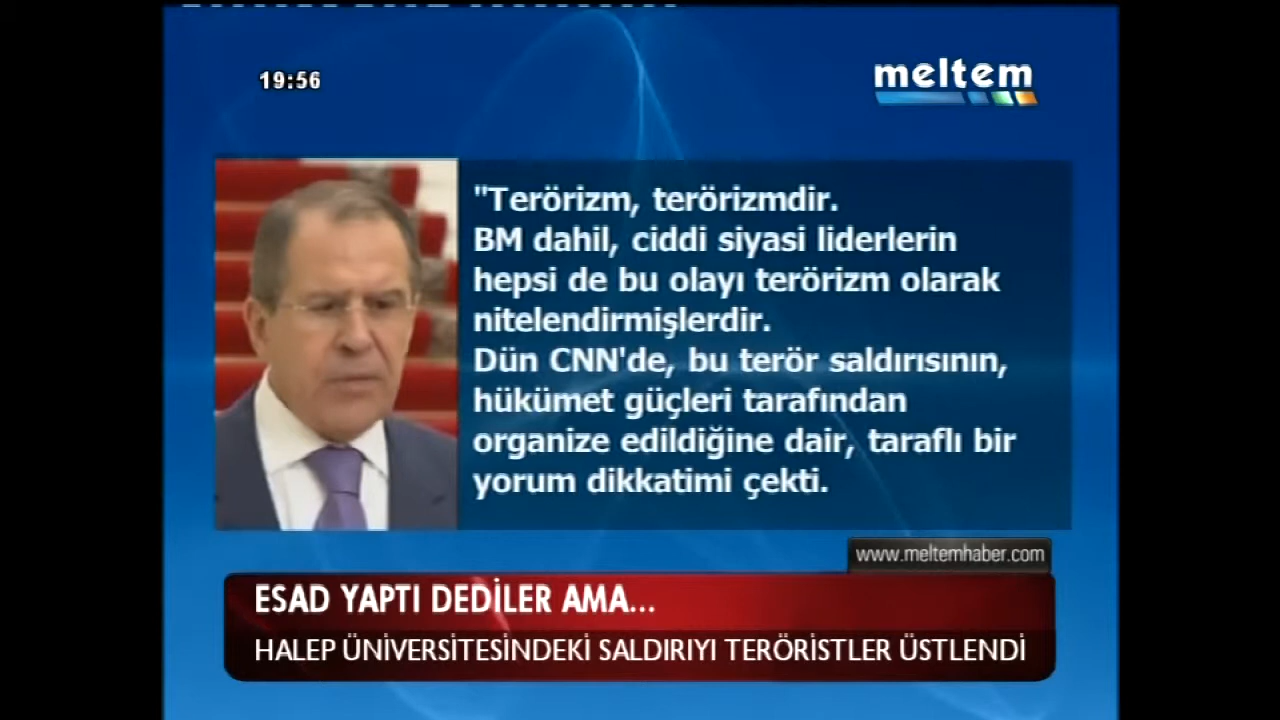 19:56
meltem
"Terörizm, terörizmdir.
BM dahil, ciddi siyasi liderlerin
hepsi de bu olayı terörizm olarak
nitelendirmişlerdir.
Dün CNN'de, bu terör saldırısının,
hükümet güçleri tarafından
organize edildiğine dair, taraflı bir
yorum dikkatimi çekti.
www.meltemhaber.com
ESAD YAPTI DEDİLER AMA...
HALEP ÜNİVERSİTESİNDEKİ SALDIRIYI TERÖRİSTLER ÜSTLENDİ